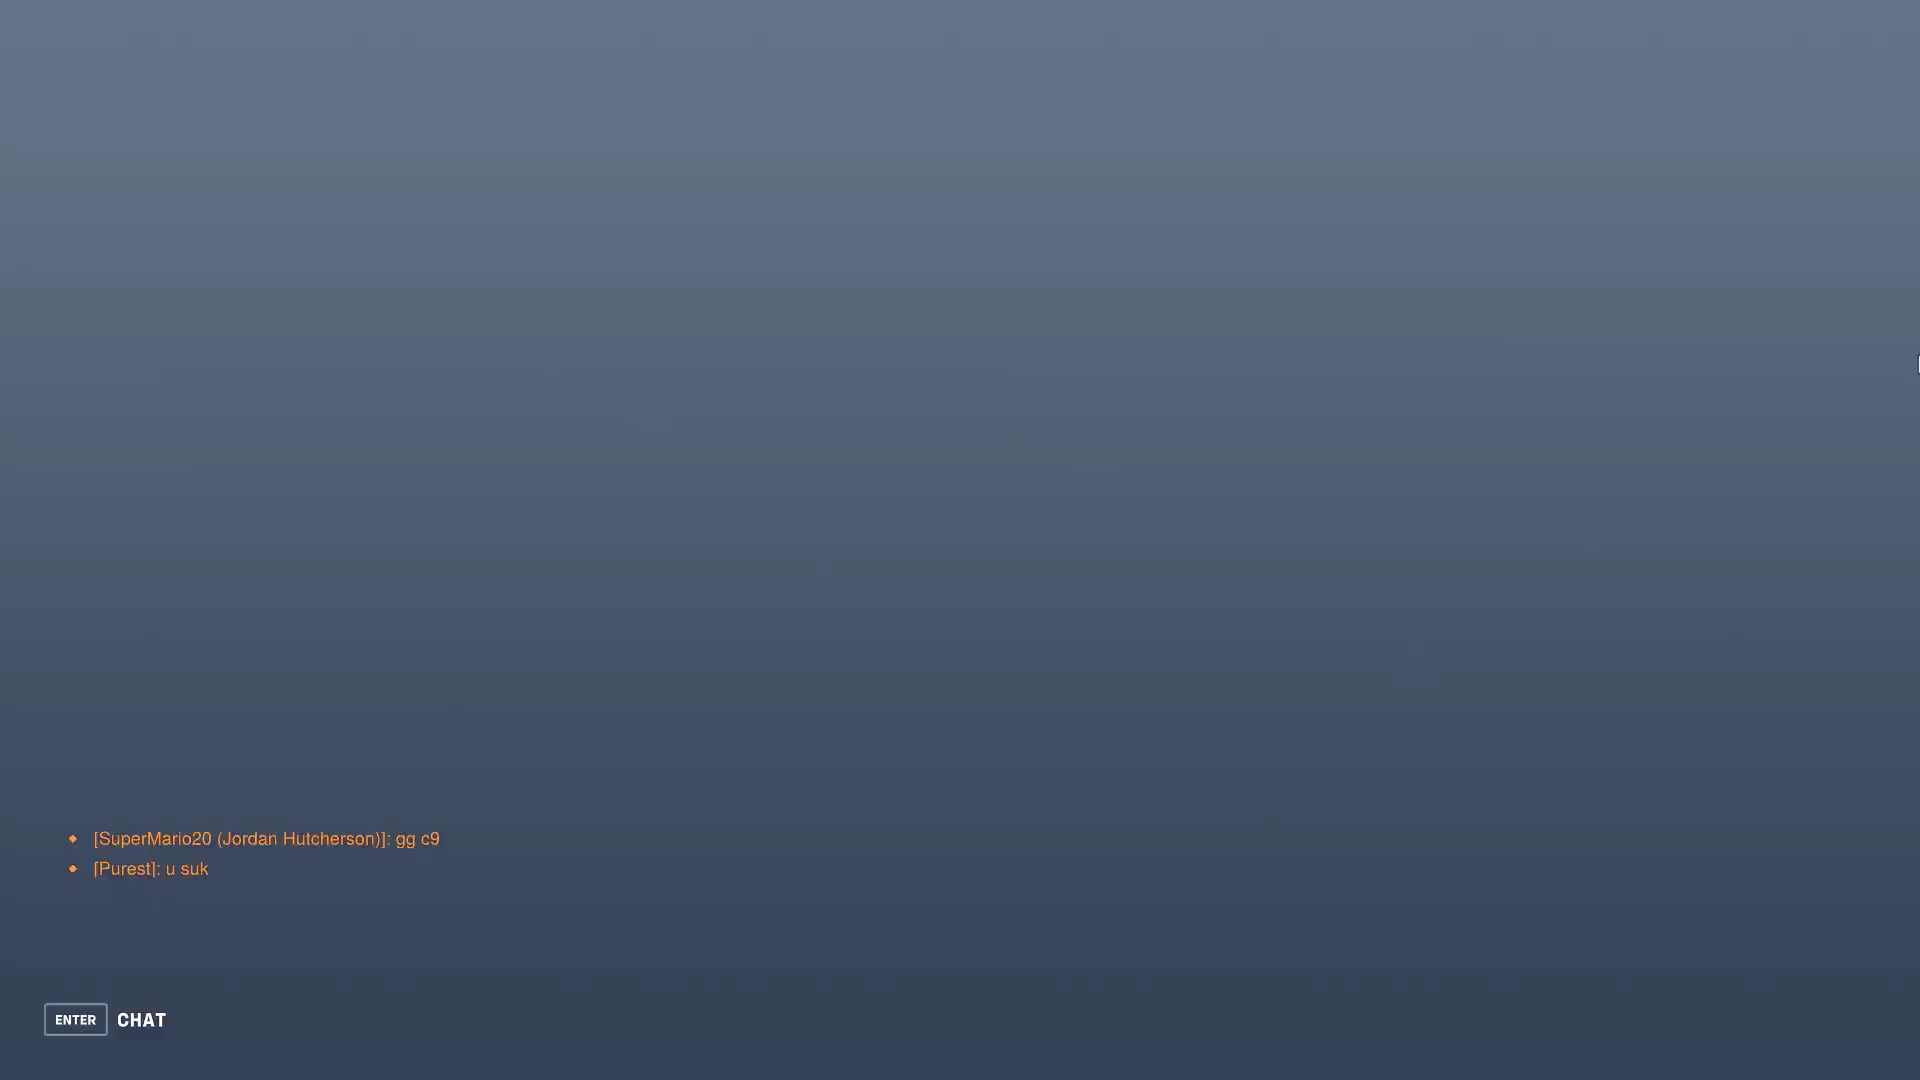 [SuperMario20 (Jordan Hutcherson)]: gg c9
[Purest]: u suk
ENTER CHAT